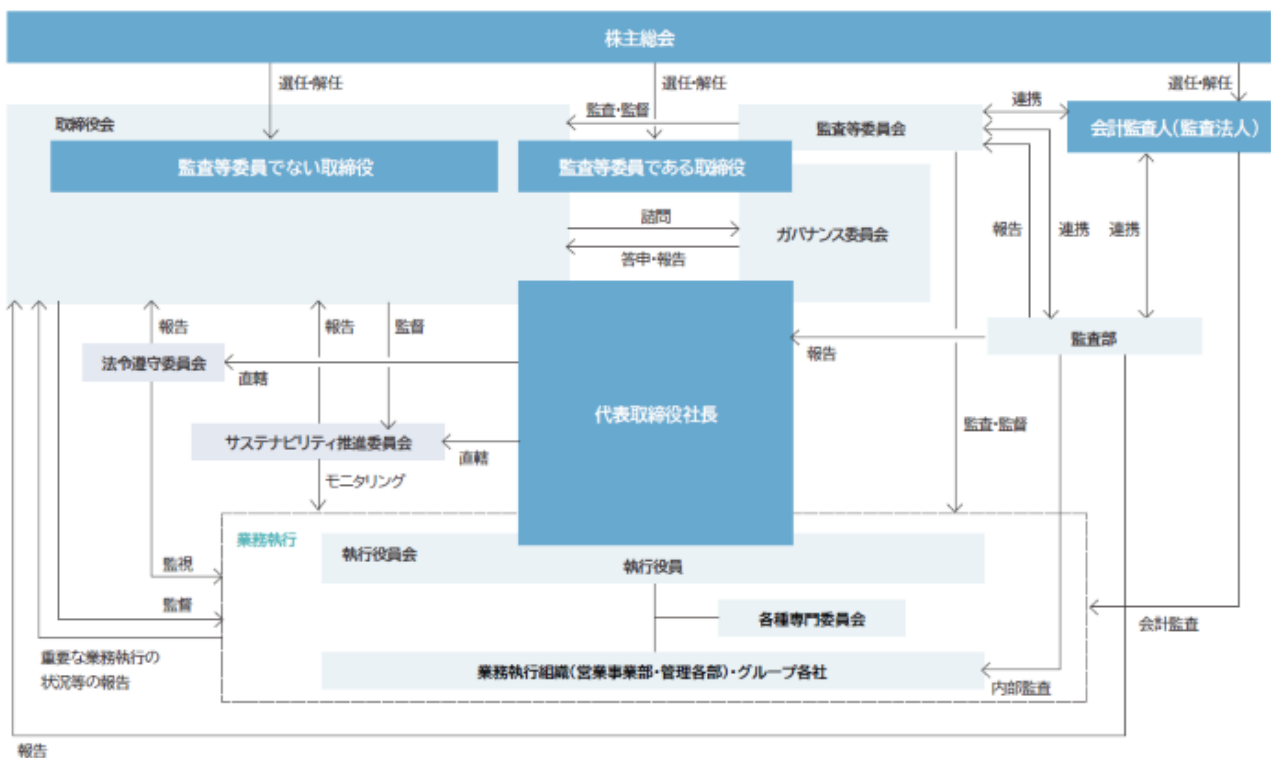 株主総会
選任・解任
選任・解任
選任・解任
取締役会
監査・監督
監査等委員会
連携
会計監査人(監査法人)
監査等委員でない取締役
監査等委員である取締役
諮問
答申・報告
ガバナンス委員会
報告
連携
連携
報告
報告
監督
監査部
法令遵守委員会
直轄
報告
代表取締役社長
監査・監督
サステナビリティ推進委員会
直轄
モニタリング
業務執行
執行役員会
執行役員
監視
監督
各種専門委員会
会計監査
重要な業務執行の
状況等の報告
業務執行組織(営業事業部・管理各部)・グループ各社
内部監査
報告